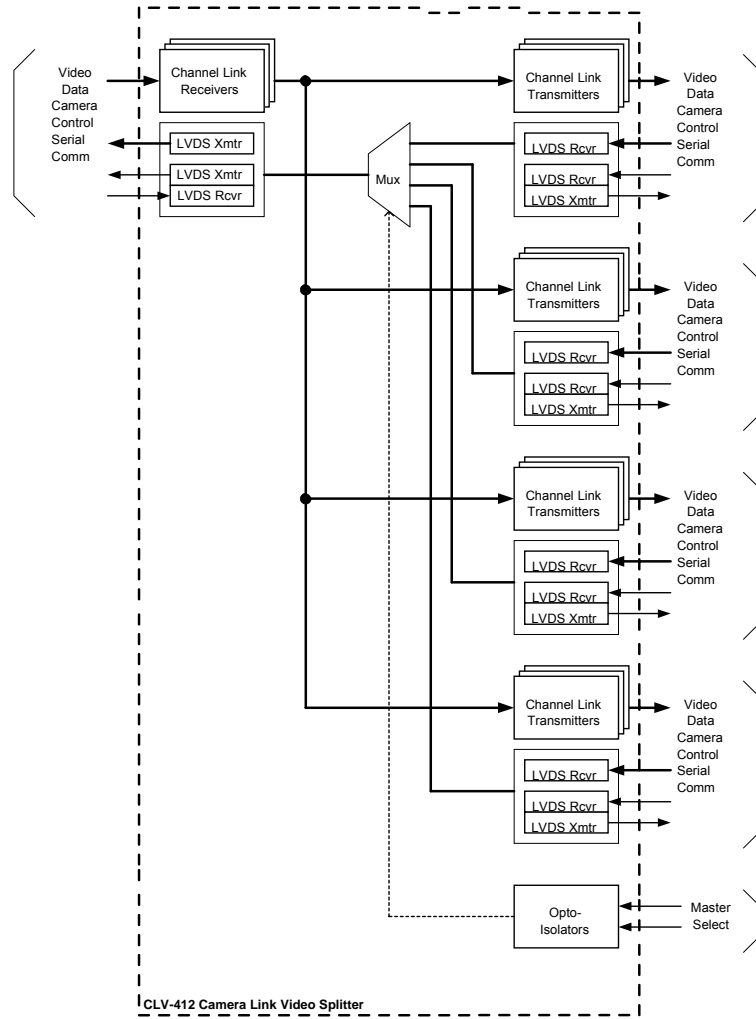 Video
Data
Camera
Control
Serial
Comm
Channel Link
Receivers
LVDS Xmtr
LVDS Xmtr
LVDS Rcvr
Mux
Channel Link
Transmitters
LVDS Rcvr
LVDS Rcvr
LVDS Xmtr
Video
Data
Camera
Control
Serial
Comm
Channel Link
Transmitters
LVDS Rcvr
LVDS Rcvr
LVDS Xmtr
Video
Data
Camera
Control
Serial
Comm
Channel Link
Transmitters
LVDS Rcvr
LVDS Rcvr
LVDS Xmtr
Video
Data
Camera
Control
Serial
Comm
Channel Link
Transmitters
LVDS Rcvr
LVDS Rcvr
LVDS Xmtr
Video
Data
Camera
Control
Serial
Comm
Opto-
Isolators
Master
Select
CLV-412 Camera Link Video Splitter